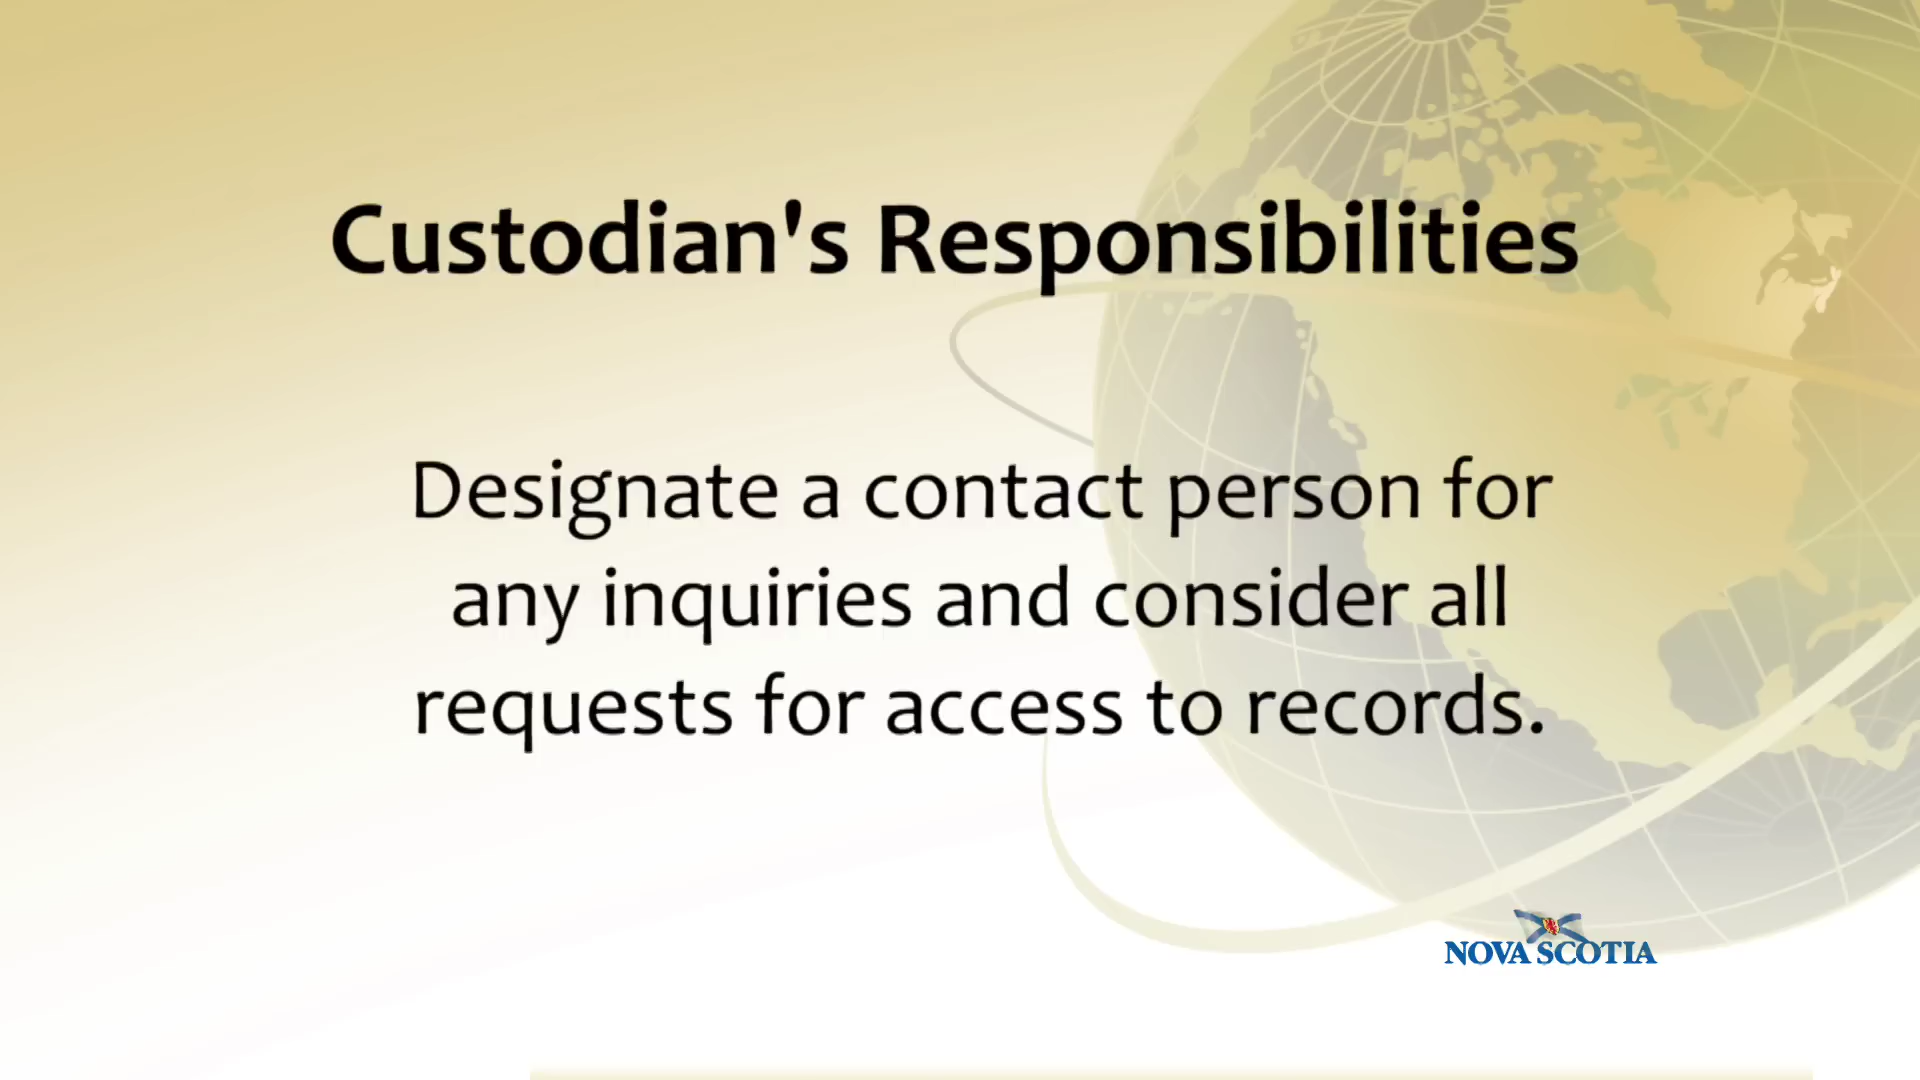 Custodian's Responsibilities
Designate a contact person for
any inquiries and consider all
requests for access to records.
NOVA SCOTIA